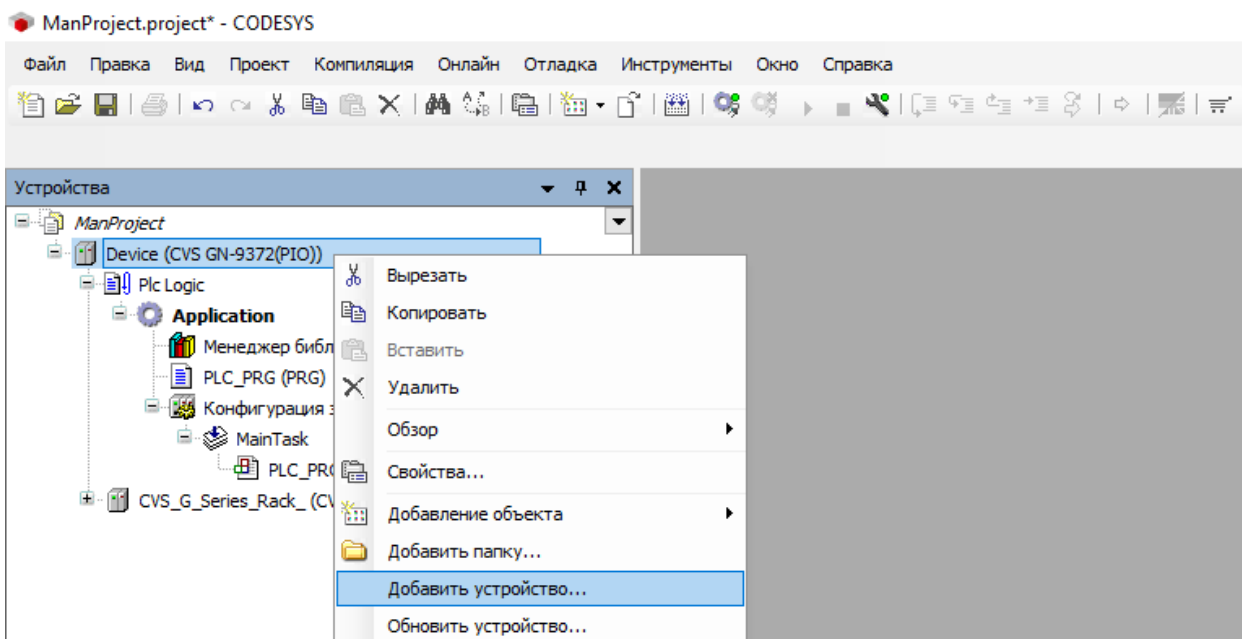 ManProject.project* - CODESYS
Файл Правка Вид Проект Компиляция Онлайн Отладка Инструменты Окно Справка
Устройства
ManProject
Device (CVS GN-9372(PIO))
Plc Logic
Application
Менеджер библ
PLC_PRG (PRG)
Конфигурация
MainTask
PLC_PR
CVS_G_Series_Rack_ (CV
Вырезать
Копировать
Вставить
Удалить
Обзор
Свойства...
Добавление объекта
Добавить папку...
Добавить устройство...
Обновить устройство...